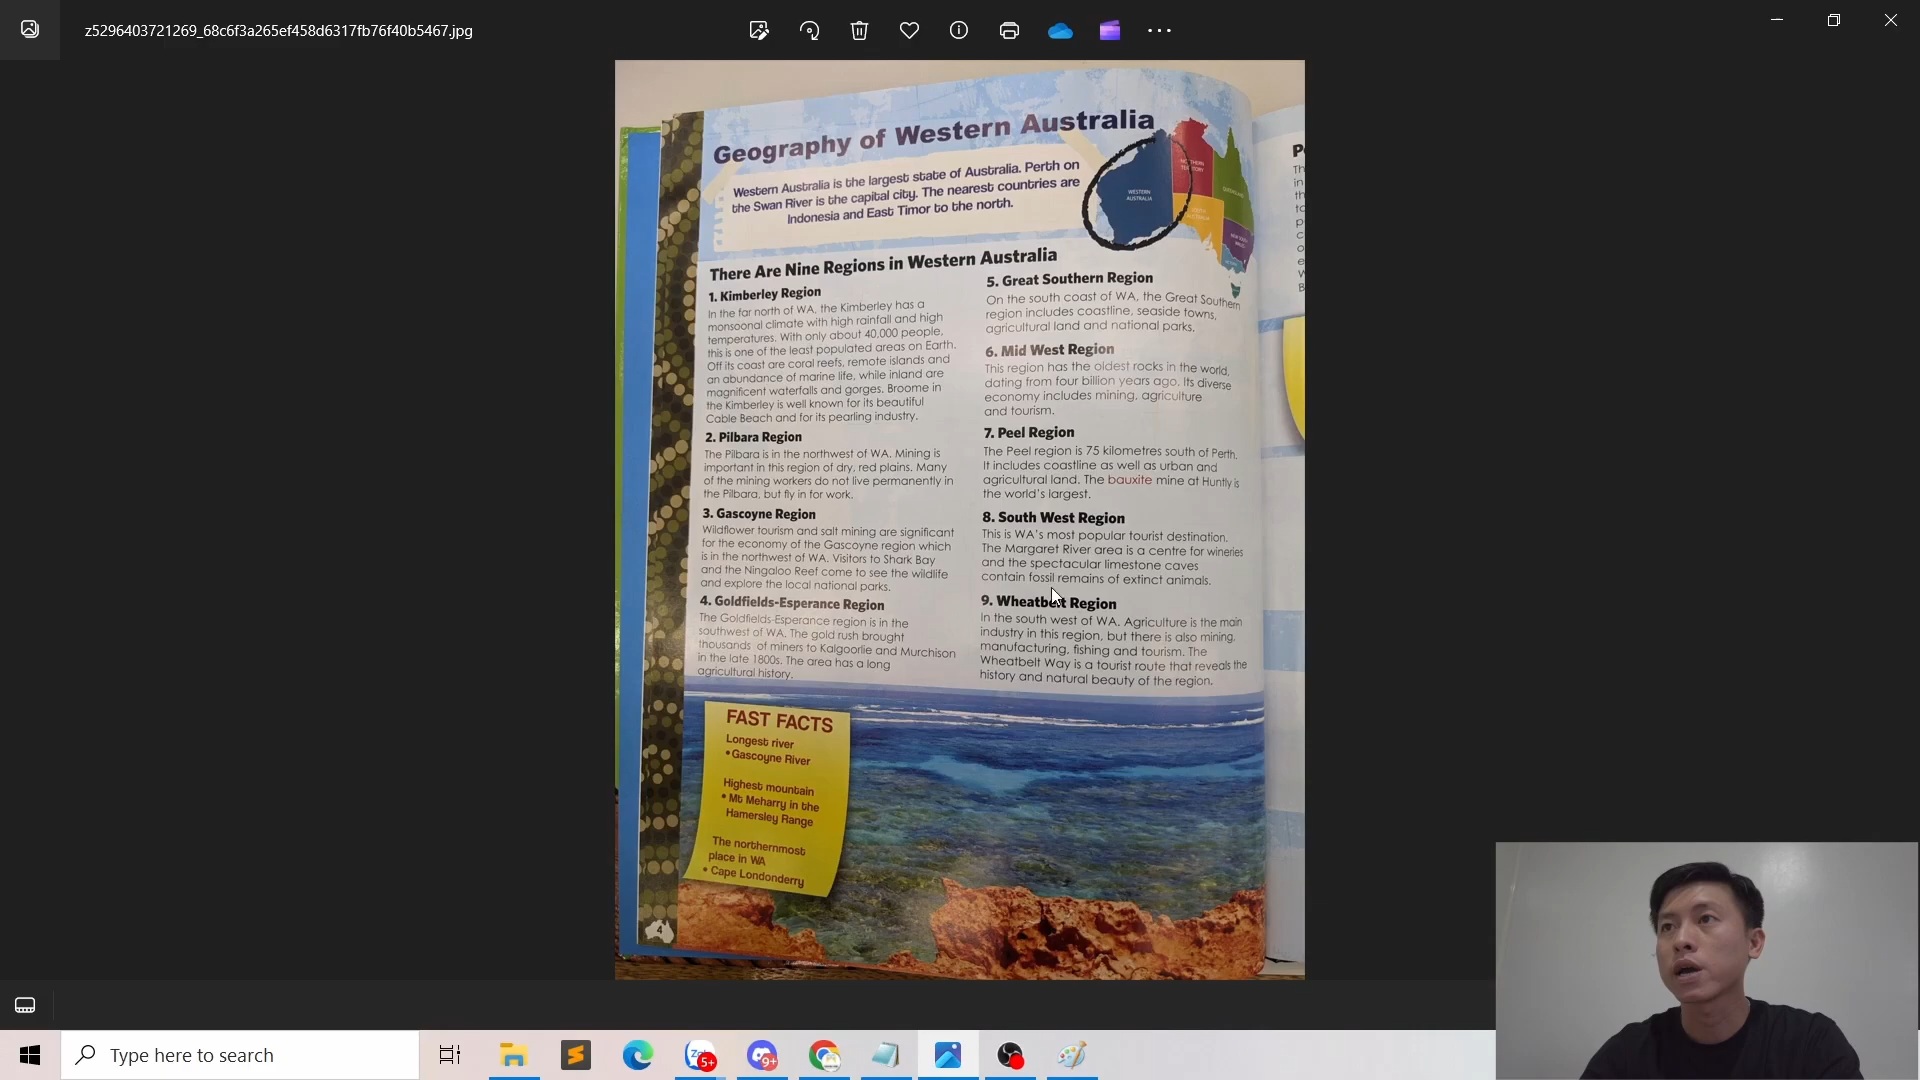 z5296403721269_68c6f3a265ef458d6317fb76f40b5467.jpg
Geography of Western Australia
Western Australia is the largest state of Australia. Perth on
the Swan River is the capital city. The nearest countries are
Indonesia and East Timor to the north.
WESTERN
AUSTRALIA
NORTHERN
TERRITORY
QUEENSLAND
SOUTH
AUSTRALIA
NEW SOUTH
WALES
There Are Nine Regions in Western Australia
1. Kimberley Region
In the far north of WA, the Kimberley has a
monsoonal climate with high rainfall and high
temperatures. With only about 40,000 people,
this is one of the least populated areas on Earth.
Off its coast are coral reefs, remote islands and
an abundance of marine life, while inland are
magnificent waterfalls and gorges. Broome in
the Kimberley is well known for its beautiful
Cable Beach and for its pearling industry.
2. Pilbara Region
The Pilbara is in the northwest of WA. Mining is
important in this region of dry, red plains. Many
of the mining workers do not live permanently in
the Pilbara, but fly in for work.
3. Gascoyne Region
Wildflower tourism and salt mining are significant
for the economy of the Gascoyne region which
is in the northwest of WA. Visitors to Shark Bay
and the Ningaloo Reef come to see the wildlife
and explore the local national parks.
4. Goldfields-Esperance Region
The Goldfields-Esperance region is in the
southwest of WA. The gold rush brought
thousands of miners to Kalgoorlie and Murchison
in the late 1800s. The area has a long
agricultural history.
5. Great Southern Region
On the south coast of WA, the Great Southern
region includes coastline, seaside towns,
agricultural land and national parks.
6. Mid West Region
This region has the oldest rocks in the world,
dating from four billion years ago. Its diverse
economy includes mining, agriculture
and tourism.
7. Peel Region
The Peel region is 75 kilometres south of Perth.
It includes coastline as well as urban and
agricultural land. The bauxite mine at Huntly is
the world's largest.
8. South West Region
This is WA's most popular tourist destination.
The Margaret River area is a centre for wineries
and the spectacular limestone caves
contain fossil remains of extinct animals.
9. Wheatbelt Region
In the south west of WA. Agriculture is the main
industry in this region, but there is also mining,
manufacturing, fishing and tourism. The
Wheatbelt Way is a tourist route that reveals the
history and natural beauty of the region.
FAST FACTS
Longest river
• Gascoyne River
Highest mountain
• Mt Meharry in the
Hamersley Range
The northernmost
place in WA
• Cape Londonderry
4
Type here to search
5+
9+